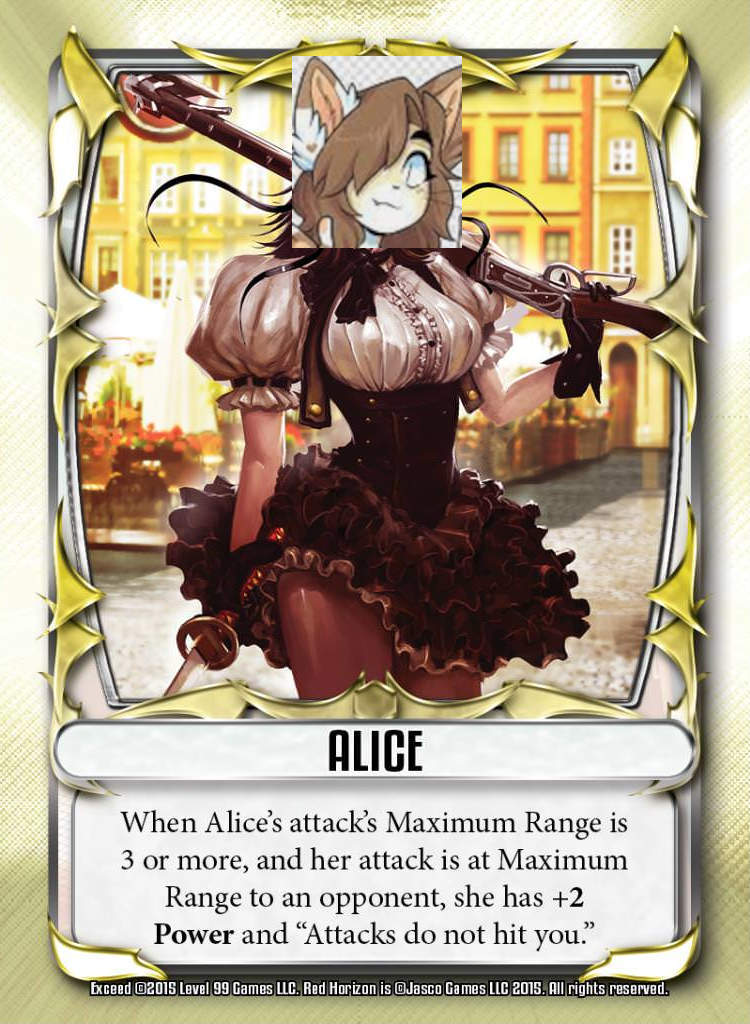 ALICE
When Alice’s attack’s Maximum Range is
3 or more, and her attack is at Maximum
Range to an opponent, she has +2
Power and “Attacks do not hit you.”
Exceed ©2015 Level 99 Games LLC. Red Horizon is ©Jasco Games LLC 2015. All rights reserved.